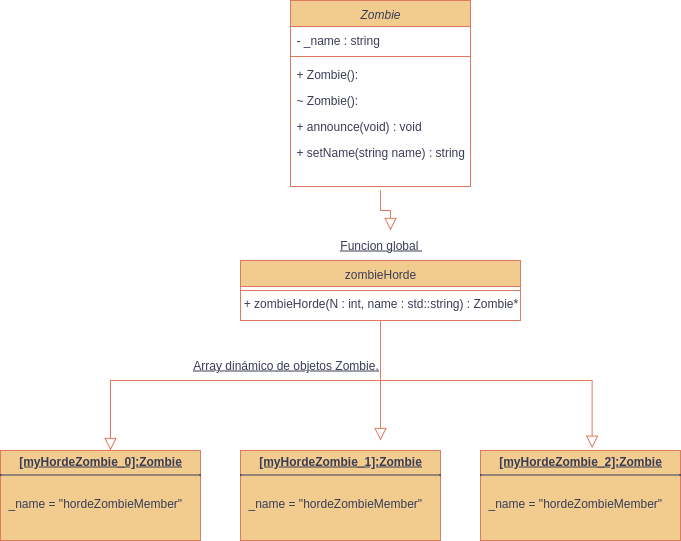 Zombie
- _name : string
+ Zombie():
~ Zombie():
+ announce(void) : void
+ setName(string name) : string
Funcion global
zombieHorde
+ zombieHorde(N : int, name : std::string) : Zombie*
Array dinámico de objetos Zombie.
[myHordeZombie_0]:Zombie
_name = "hordeZombieMember"
[myHordeZombie_1]:Zombie
_name = "hordeZombieMember"
[myHordeZombie_2]:Zombie
_name = "hordeZombieMember"